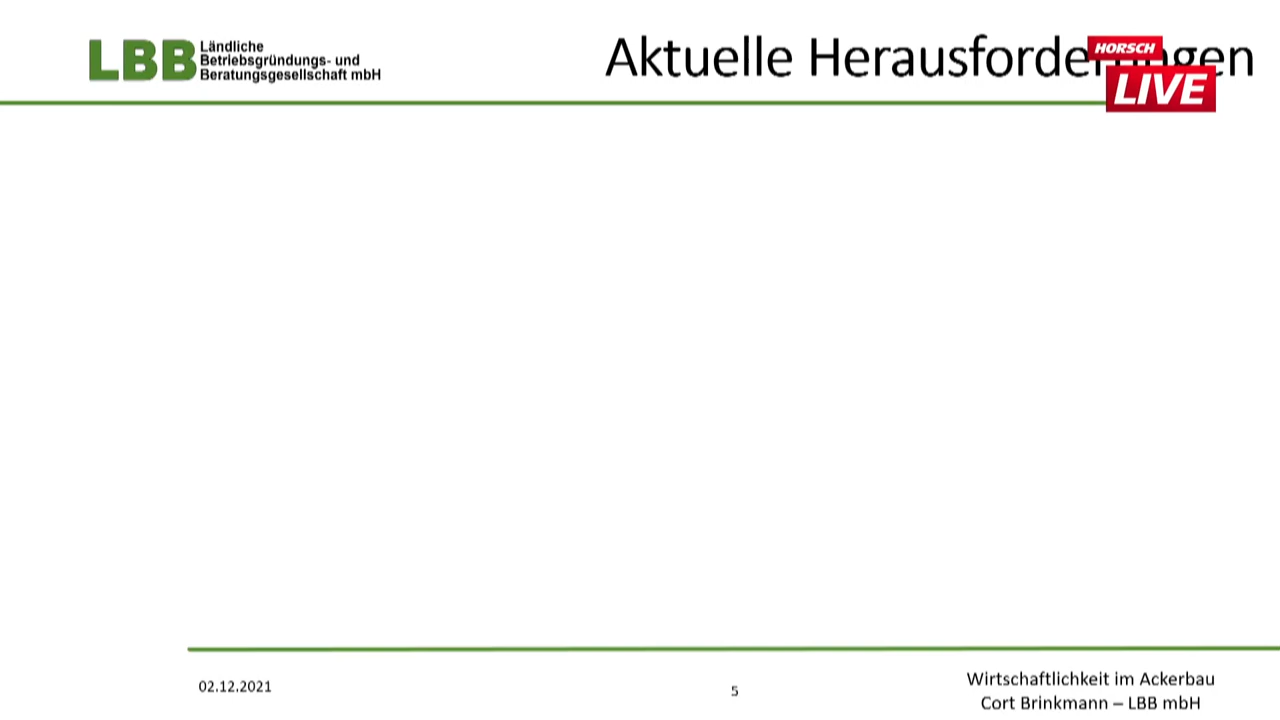 LBB
Ländliche
Betriebsgründungs- und
Beratungsgesellschaft mbH
Aktuelle Herausforderungen
HORSCH
LIVE
02.12.2021
5
Wirtschaftlichkeit im Ackerbau
Cort Brinkmann – LBB mbH